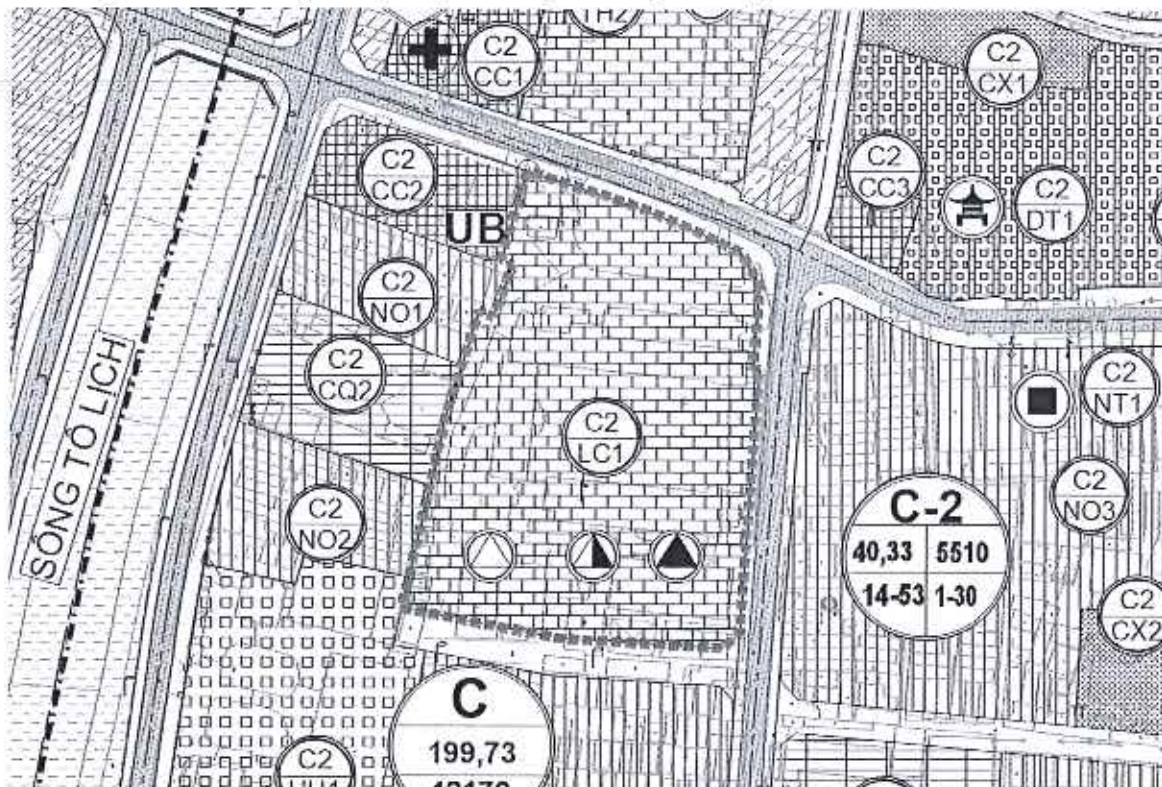 TH2
C2
CC1
C2
CX1
C2
CC2
C2
CC3
C2
DT1
UB
C2
NO1
C2
CQ2
SÔNG TÔ LỊCH
C2
LC1
C2
NT1
C2
NO3
C2
NO2
C-2
40,33 5510
14-53 1-30
C2
CX2
C
199,73
C2